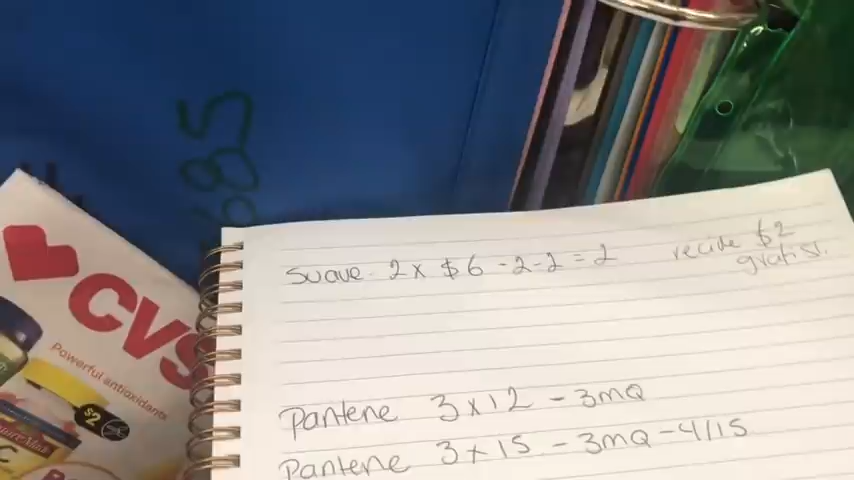 685
CVS
Powerful antioxidants
$2
Suave 2x $6 -2-2 = 2
recibe $2
gratis!.
Pantene 3x12 - 3mQ
Pantene 3x15 - 3mQ - 4/15